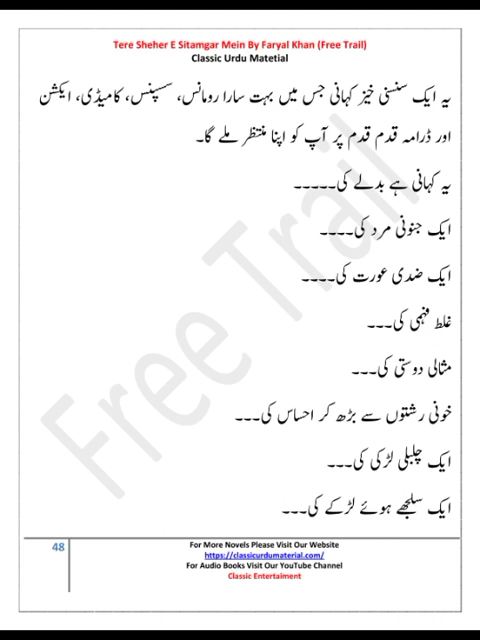 Tere Sheher E Sitamgar Mein By Faryal Khan (Free Trail)
Classic Urdu Matetial
یہ ایک سنسنی خیز کہانی جس میں بہت سارا رومانس، سسپنس، کامیڈی، ایکشن
اور ڈرامہ قدم قدم پر آپ کو اپنا منتظر ملے گا۔
یہ کہانی ہے بدلے کی۔۔۔۔۔
ایک جنونی مرد کی۔۔۔۔
ایک ضدی عورت کی۔۔۔۔
غلط فہمی کی۔۔۔
مثالی دوستی کی۔۔۔
خونی رشتوں سے بڑھ کر احساس کی۔۔۔
ایک چلبلی لڑکی کی۔۔۔
ایک سلجھے ہوئے لڑکے کی۔۔۔
Free Trail
48
For More Novels Please Visit Our Website
https://classicurdumaterial.com/
For Audio Books Visit Our YouTube Channel
Classic Entertaiment